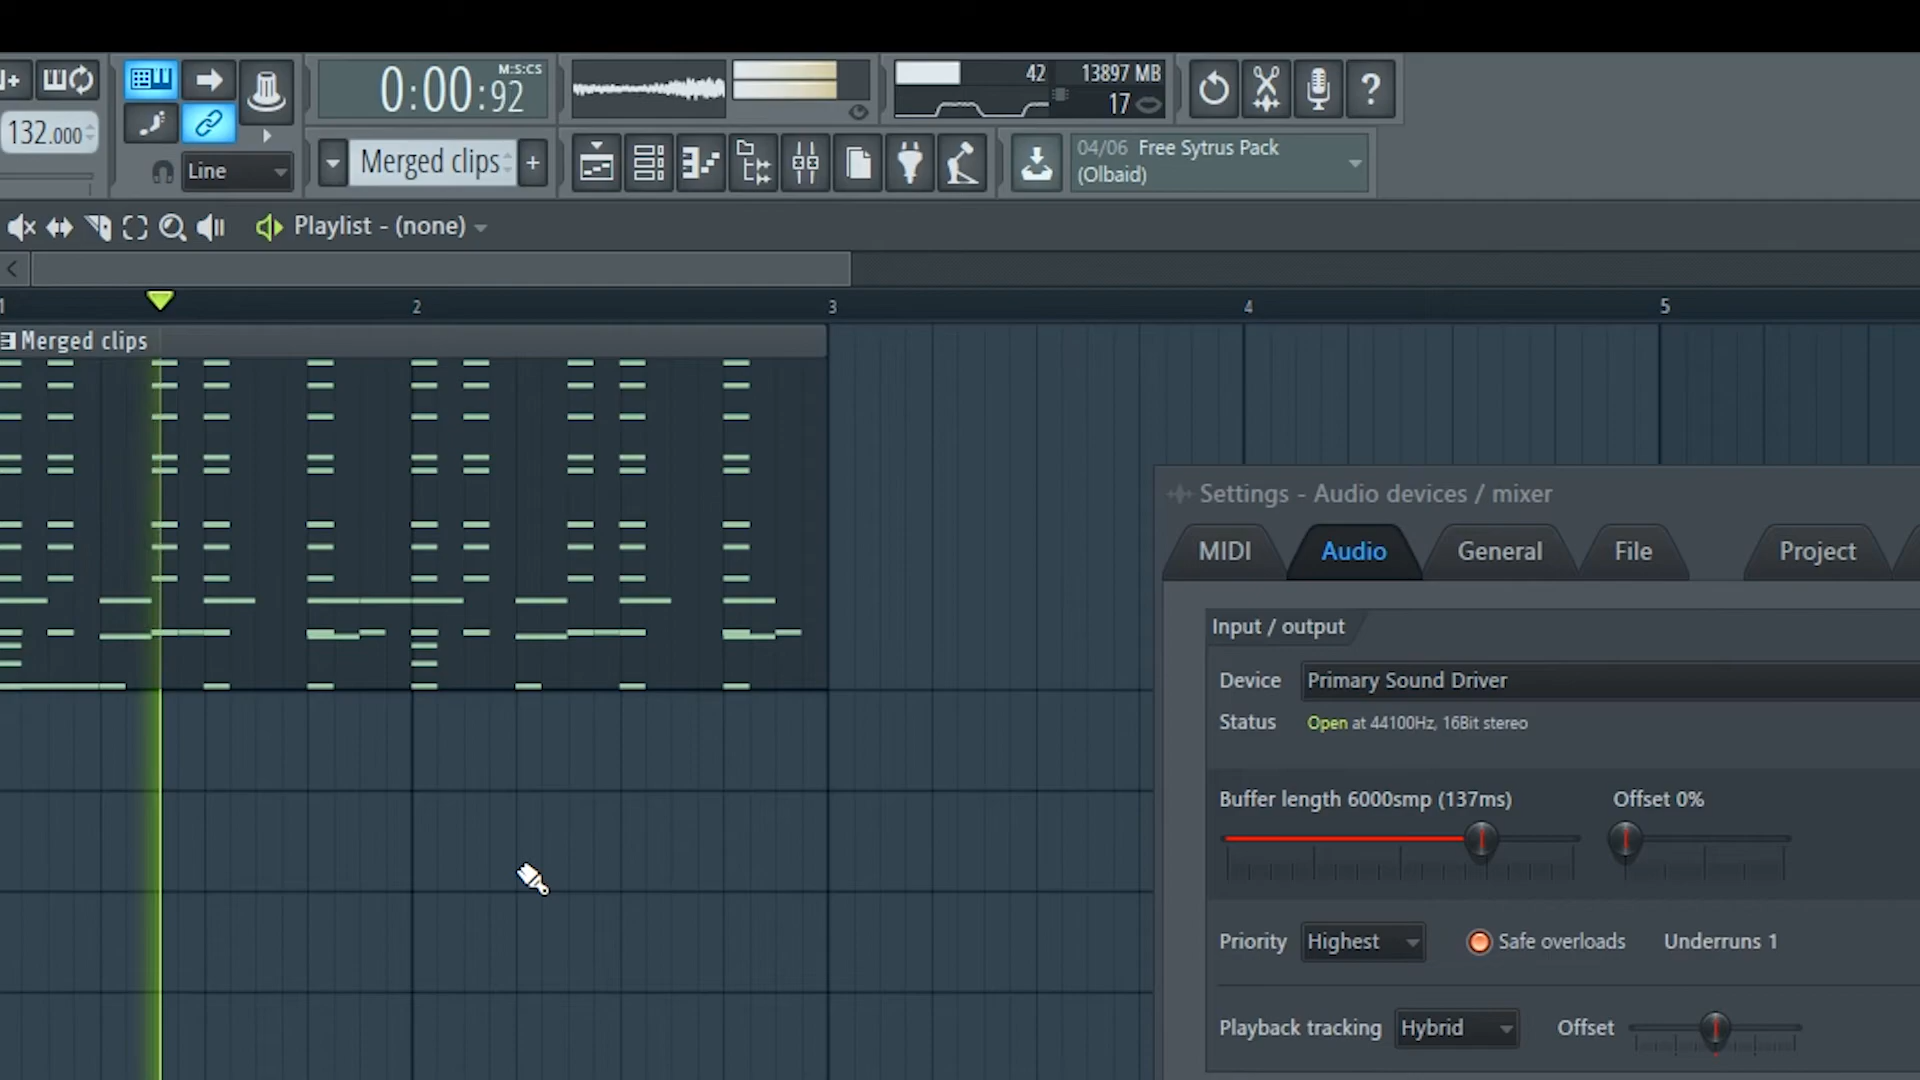 132.000
Line
M:S:CS
0:00:92
Merged clips
+
42
13897 MB
17
?
04/06 Free Sytrus Pack
(Olbaid)
Playlist - (none)
1 2 3 4 5
Merged clips
Settings - Audio devices / mixer
MIDI Audio General File Project
Input / output
Device Primary Sound Driver
Status Open at 44100Hz, 16Bit stereo
Buffer length 6000smp (137ms) Offset 0%
Priority Highest Safe overloads Underruns 1
Playback tracking Hybrid Offset